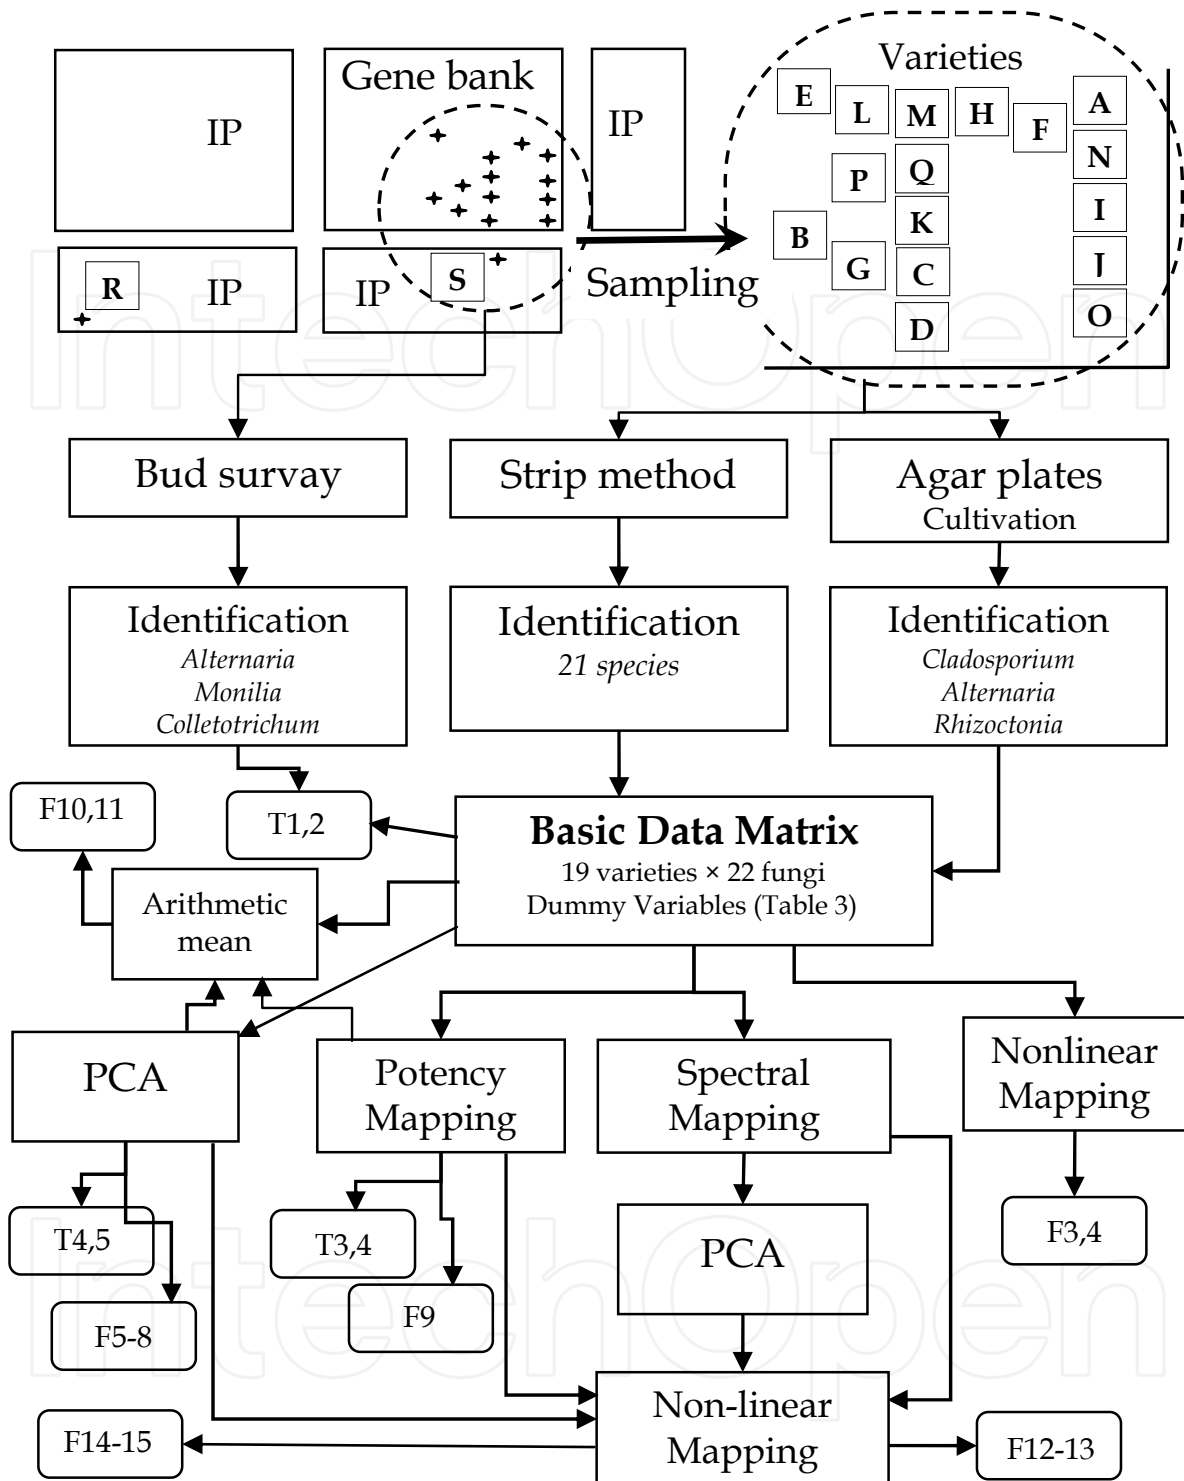 Gene bank
IP
IP
Varieties
E
L
M
H
F
A
P
Q
N
B
K
I
G
C
J
D
O
R
IP
IP
S
Sampling
Bud survay
Strip method
Agar plates
Cultivation
Identification
Alternaria
Monilia
Colletotrichum
Identification
21 species
Identification
Cladosporium
Alternaria
Rhizoctonia
F10,11
T1,2
Basic Data Matrix
19 varieties × 22 fungi
Dummy Variables (Table 3)
Arithmetic
mean
PCA
Potency
Mapping
Spectral
Mapping
Nonlinear
Mapping
T4,5
T3,4
PCA
F3,4
F5-8
F9
Non-linear
Mapping
F14-15
F12-13
IntechOpen
IntechOpen